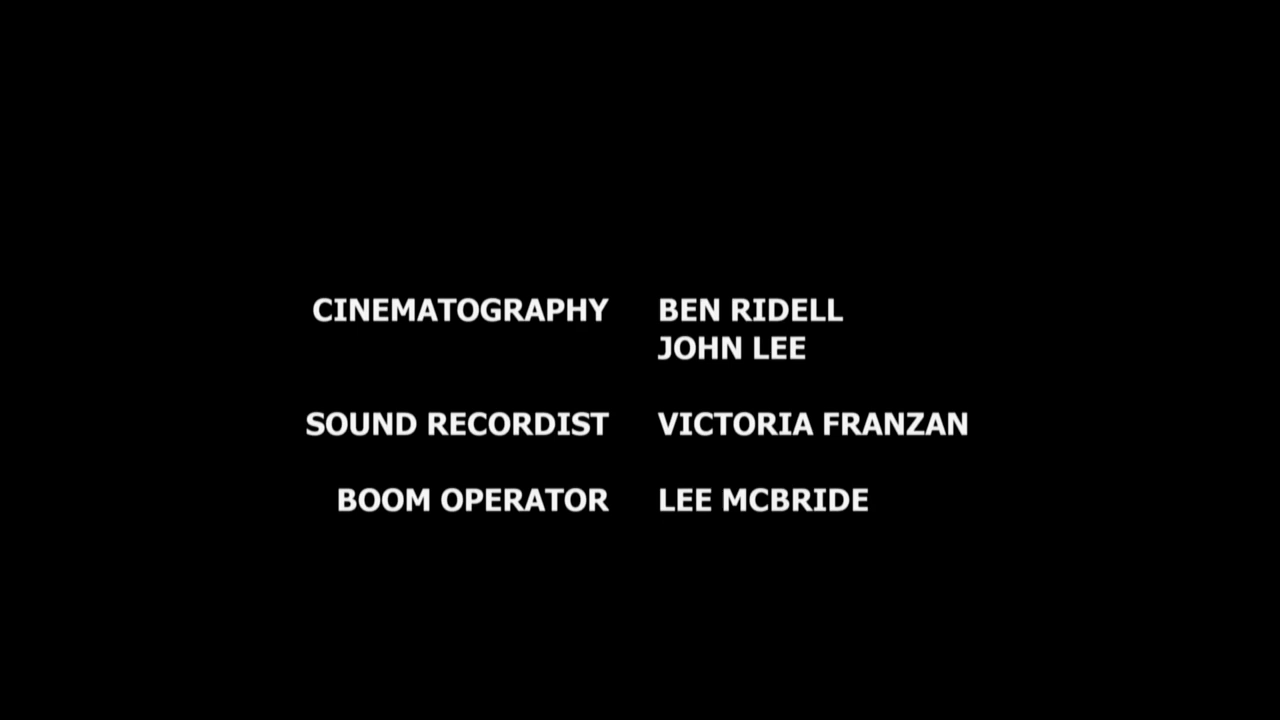 CINEMATOGRAPHY BEN RIDELL
JOHN LEE
SOUND RECORDIST VICTORIA FRANZAN
BOOM OPERATOR LEE MCBRIDE